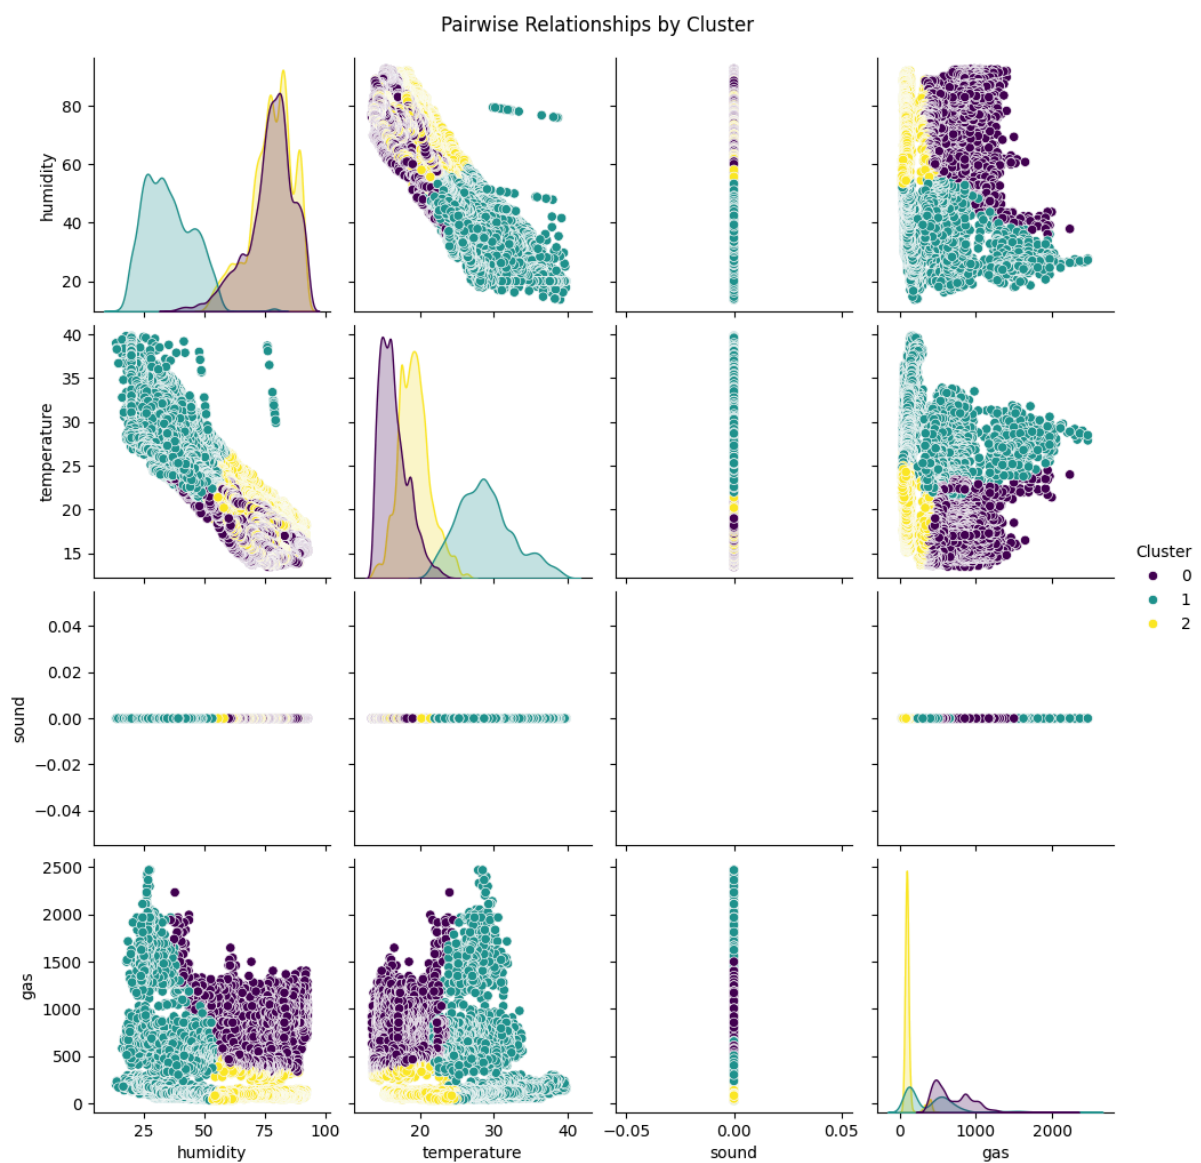 Pairwise Relationships by Cluster
humidity
80
60
40
20
temperature
40
35
30
25
20
15
Cluster
0
1
2
sound
0.04
0.02
0.00
−0.02
−0.04
gas
2500
2000
1500
1000
500
0
25 50 75 100
20 30 40
−0.05 0.00 0.05
0 1000 2000
humidity temperature sound gas